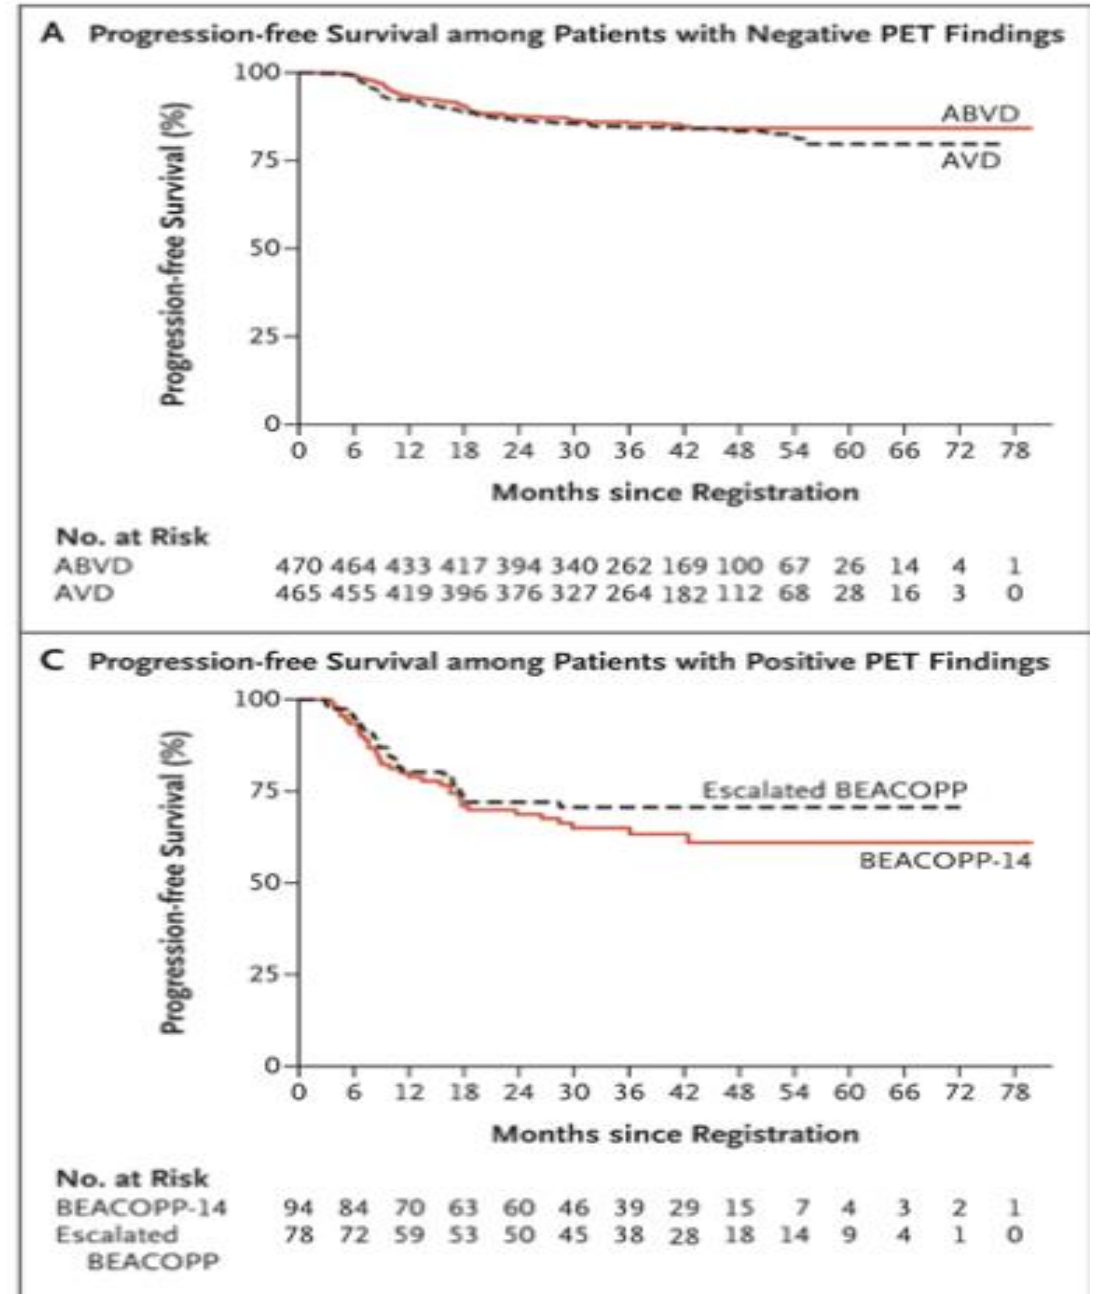 A Progression-free Survival among Patients with Negative PET Findings
Progression-free Survival (%)
100
75
50
25
0
ABVD
AVD
0 6 12 18 24 30 36 42 48 54 60 66 72 78
Months since Registration
No. at Risk
ABVD 470 464 433 417 394 340 262 169 100 67 26 14 4 1
AVD 465 455 419 396 376 327 264 182 112 68 28 16 3 0
C Progression-free Survival among Patients with Positive PET Findings
Progression-free Survival (%)
100
75
50
25
0
Escalated BEACOPP
BEACOPP-14
0 6 12 18 24 30 36 42 48 54 60 66 72 78
Months since Registration
No. at Risk
BEACOPP-14 94 84 70 63 60 46 39 29 15 7 4 3 2 1
Escalated 78 72 59 53 50 45 38 28 18 14 9 4 1 0
BEACOPP